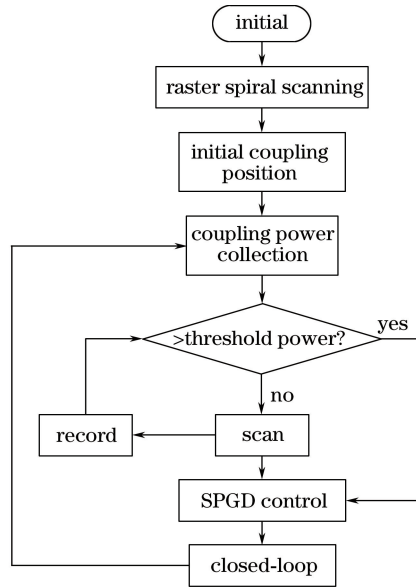 initial
raster spiral scanning
initial coupling
position
coupling power
collection
>threshold power?
yes
no
record
scan
SPGD control
closed-loop